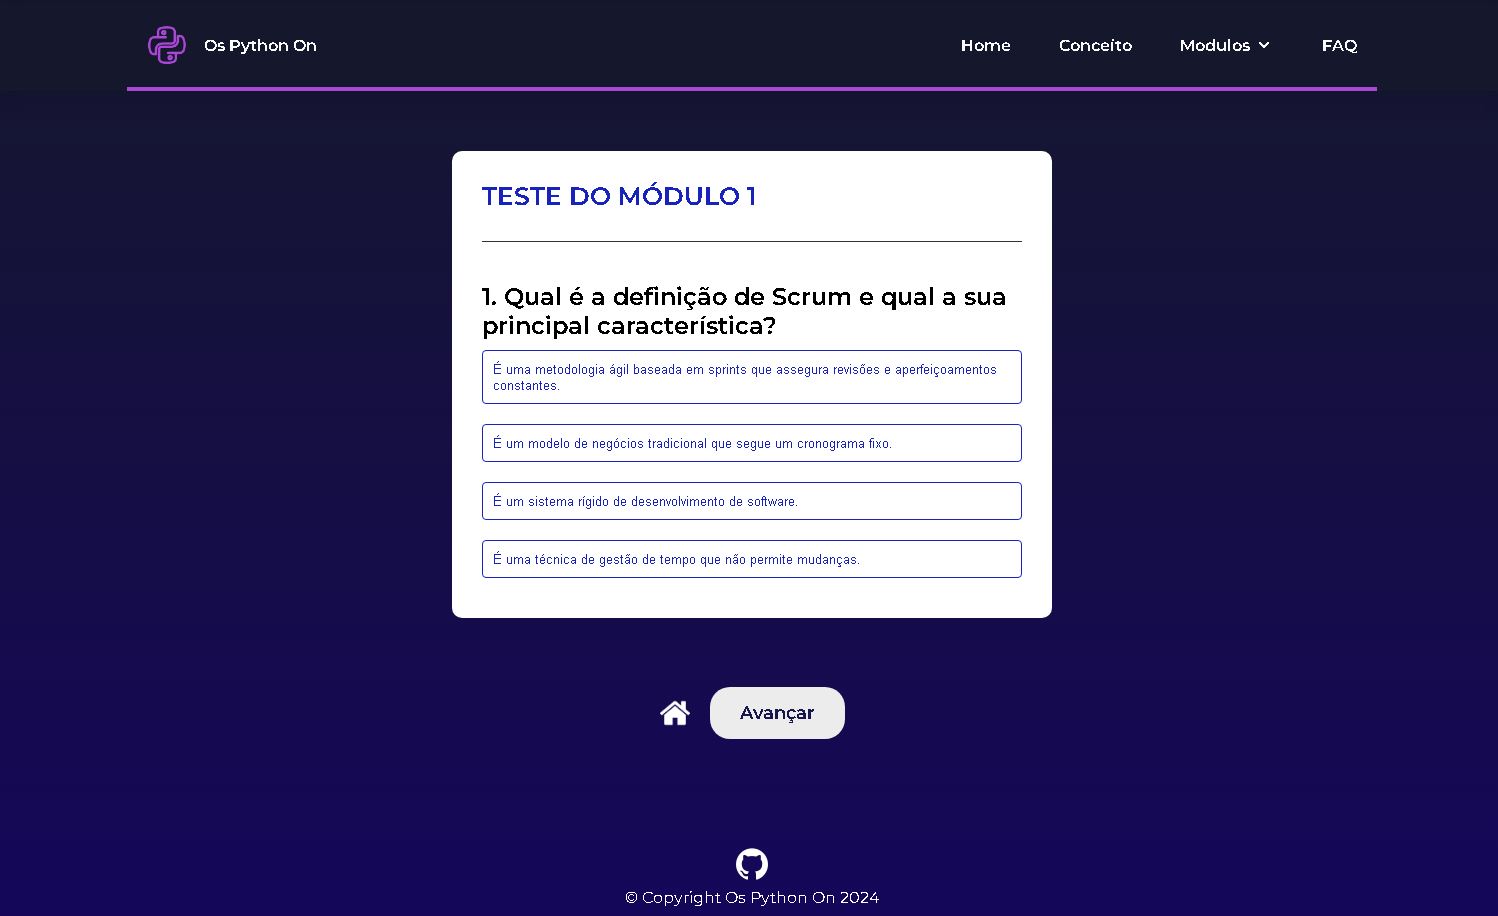 Os Python On
Home
Conceito
Modulos
FAQ
TESTE DO MÓDULO 1
1. Qual é a definição de Scrum e qual a sua
principal característica?
É uma metodologia ágil baseada em sprints que assegura revisões e aperfeiçoamentos
constantes.
É um modelo de negócios tradicional que segue um cronograma fixo.
É um sistema rígido de desenvolvimento de software.
É uma técnica de gestão de tempo que não permite mudanças.
Avançar
© Copyright Os Python On 2024